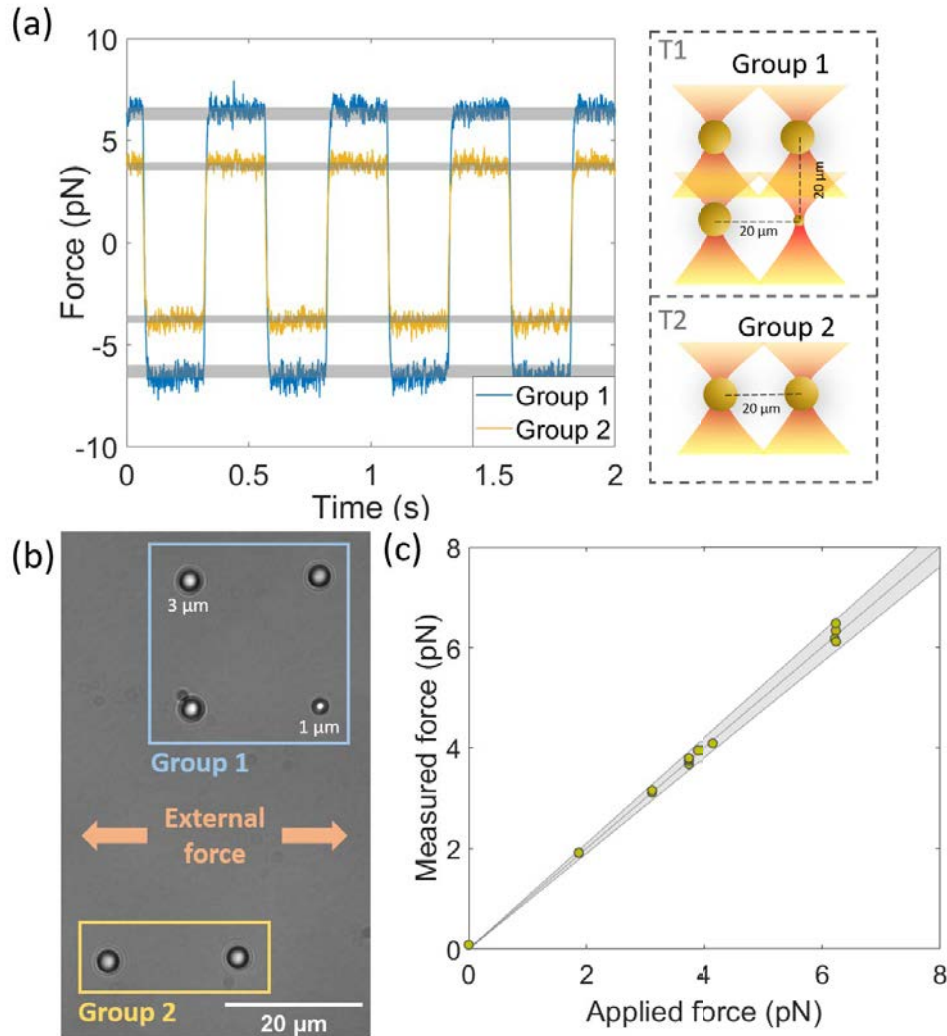 (a)
10
5
0
-5
-10
Force (pN)
Group 1
Group 2
0
0.5
1
1.5
2
Time (s)
T1
Group 1
20 µm
20 µm
T2
Group 2
20 µm
(b)
3 µm
1 µm
Group 1
External
force
Group 2
20 µm
(c)
8
6
4
2
0
Measured force (pN)
0
2
4
6
8
Applied force (pN)